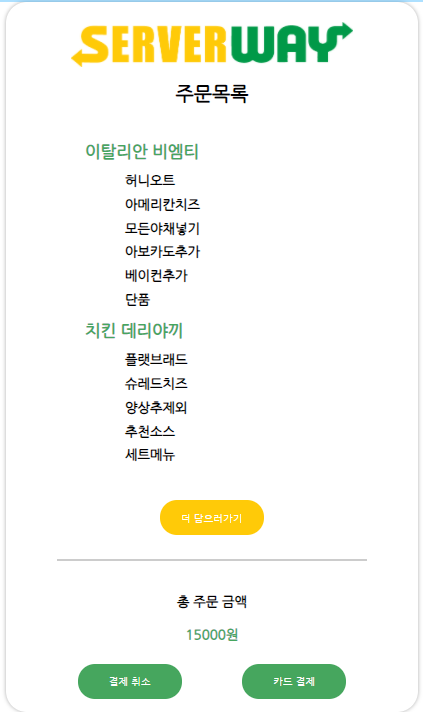 SERVERWAY
주문목록
이탈리안 비엠티
허니오트
아메리칸치즈
모든야채넣기
아보카도추가
베이컨추가
단품
치킨 데리야끼
플랫브래드
슈레드치즈
양상추제외
추천소스
세트메뉴
더 담으러가기
총 주문 금액
15000원
결제 취소
카드 결제